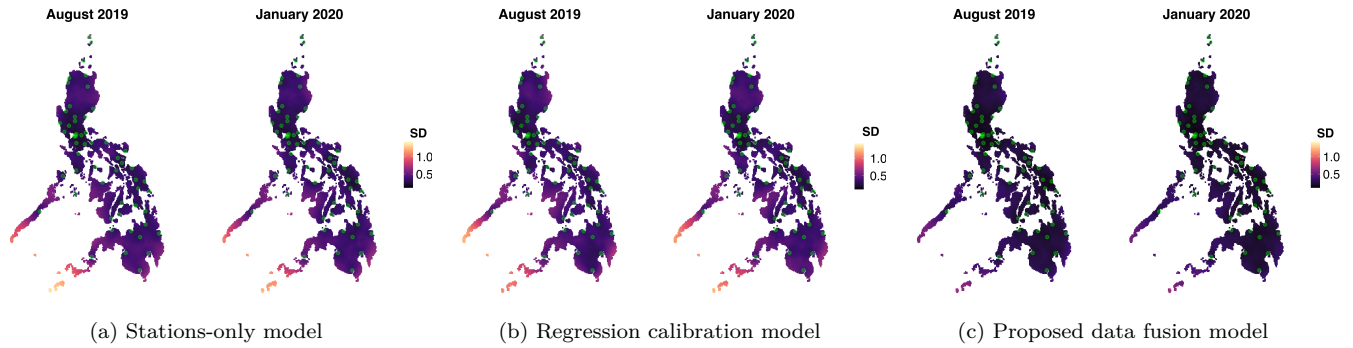 August 2019
January 2020
SD
1.0
0.5
(a) Stations-only model
August 2019
January 2020
SD
1.0
0.5
(b) Regression calibration model
August 2019
January 2020
SD
1.0
0.5
(c) Proposed data fusion model